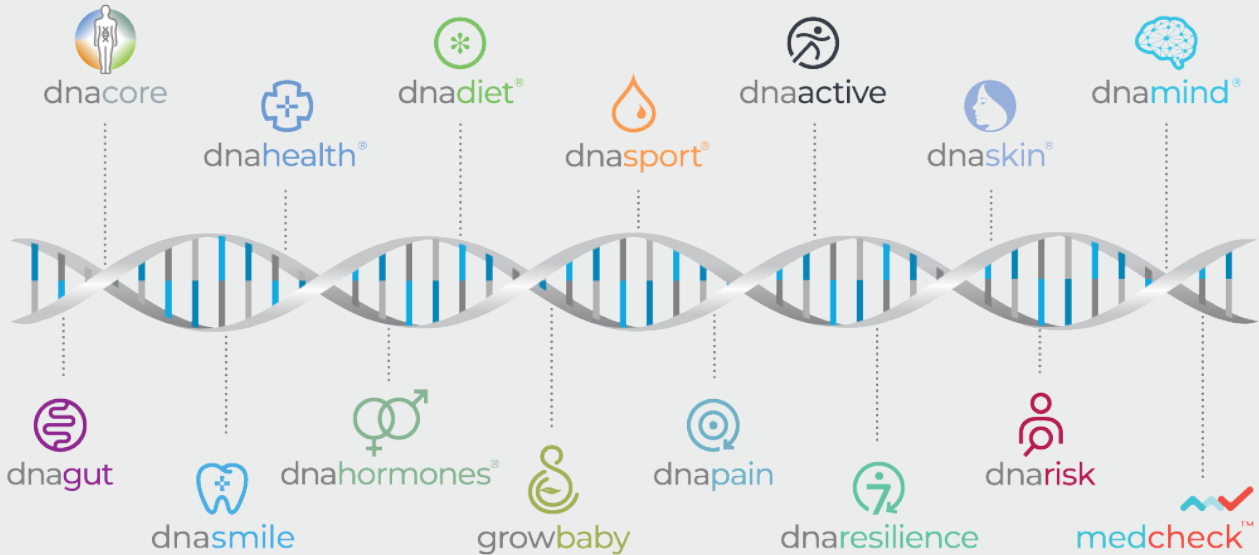 dnacore
dnadiet®
dnaactive
dnamind®
dnahealth®
dnasport®
dnaskin®
dnagut
dnahormones®
dnapain
dnarisk
dnasmile
growbaby
dnaresilience
medcheck™